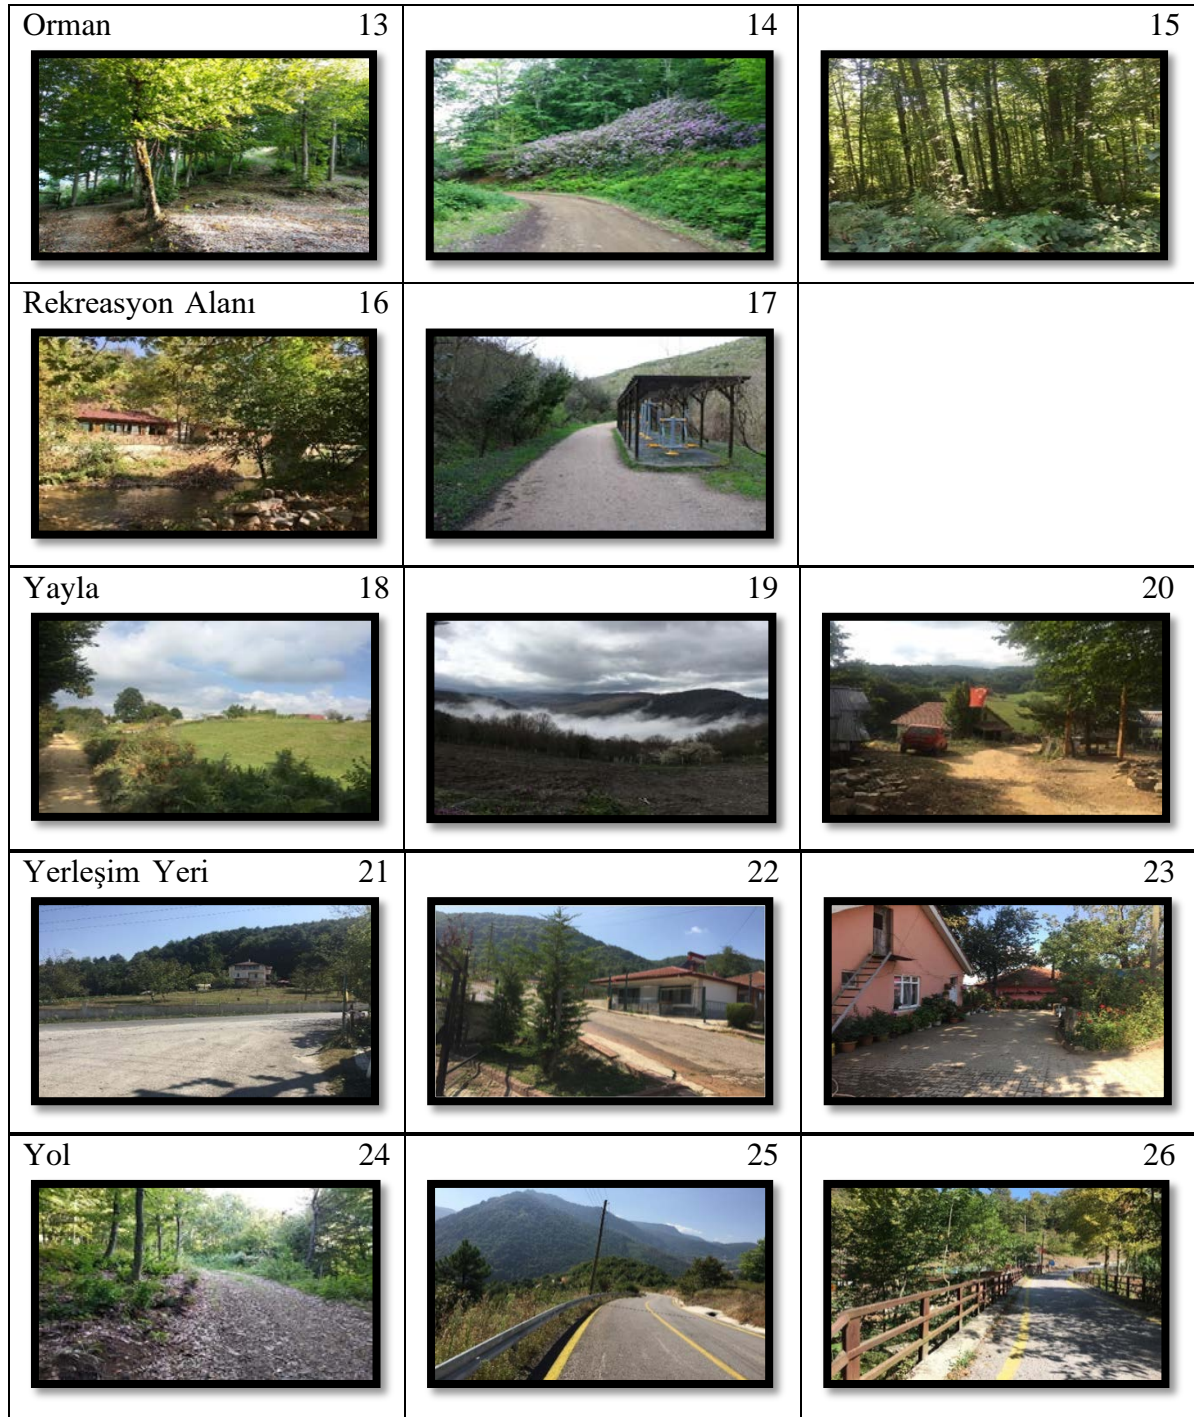 Orman 13 14 15
Rekreasyon Alanı 16 17
Yayla 18 19 20
Yerleşim Yeri 21 22 23
Yol 24 25 26